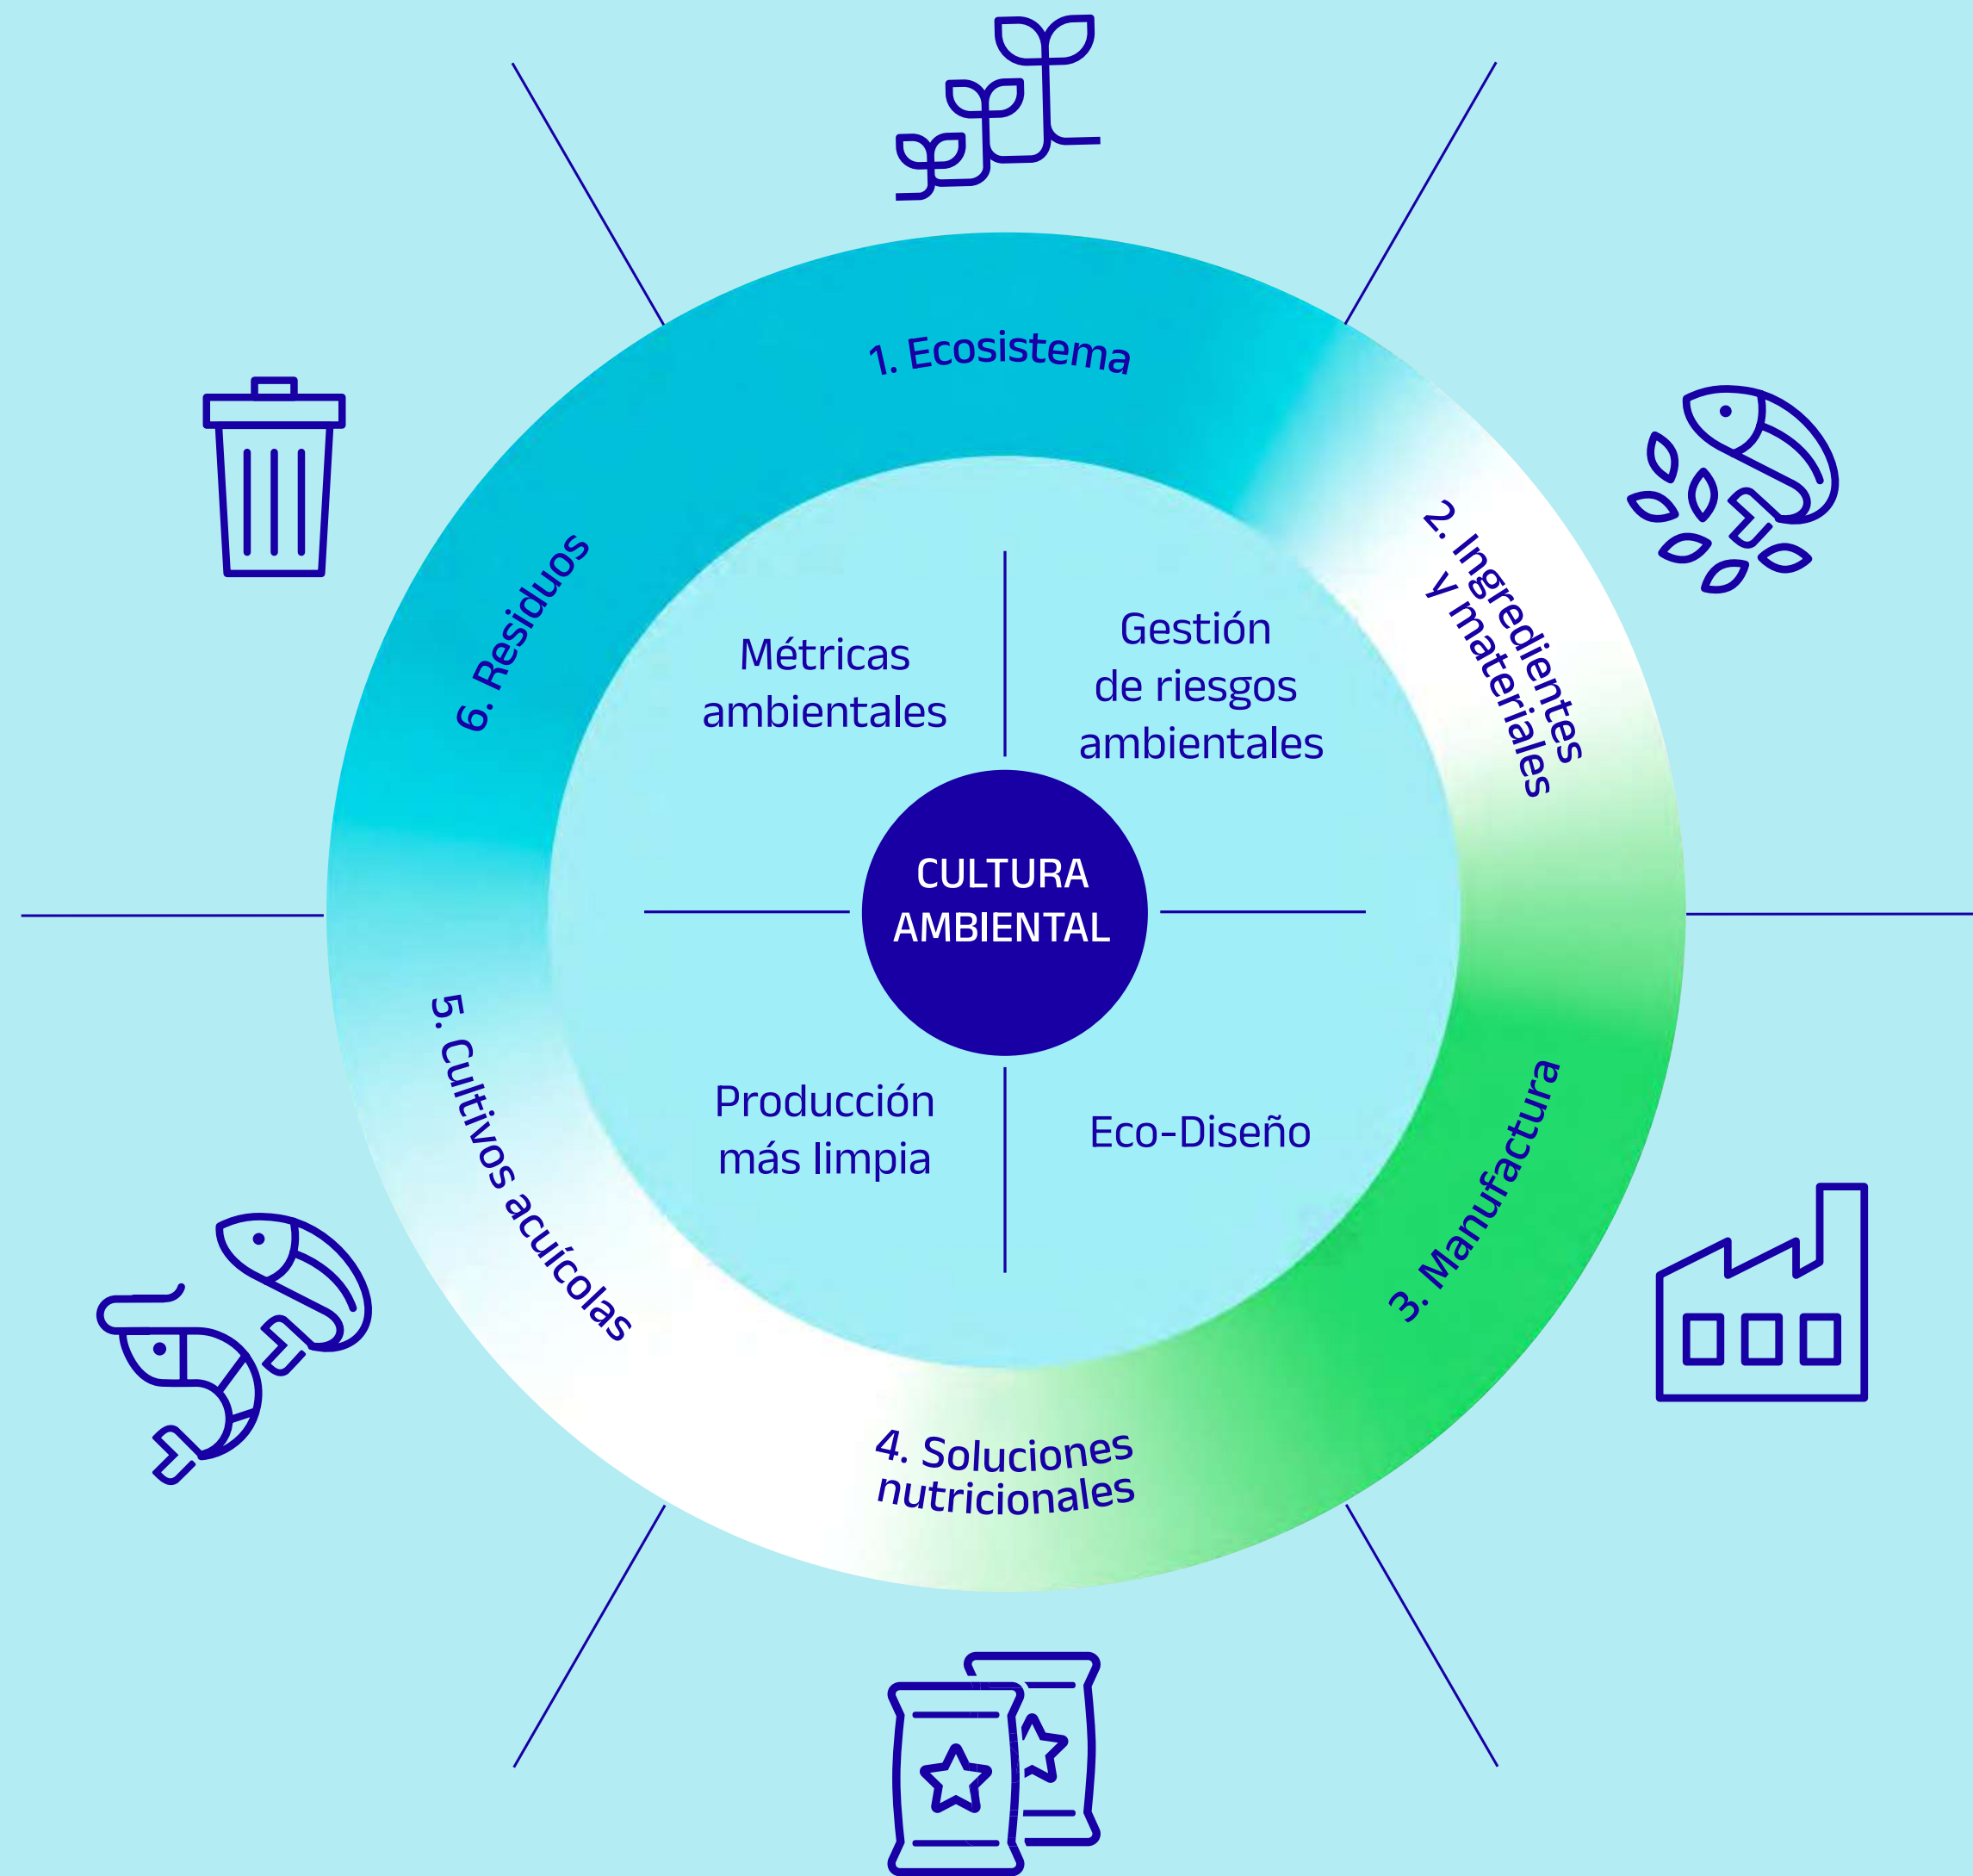 1. Ecosistema
2. Ingredientes
y materiales
3. Manufactura
4. Soluciones
nutricionales
5. Cultivos acuícolas
6. Residuos
Métricas
ambientales
Gestión
de riesgos
ambientales
CULTURA
AMBIENTAL
Producción
más limpia
Eco-Diseño